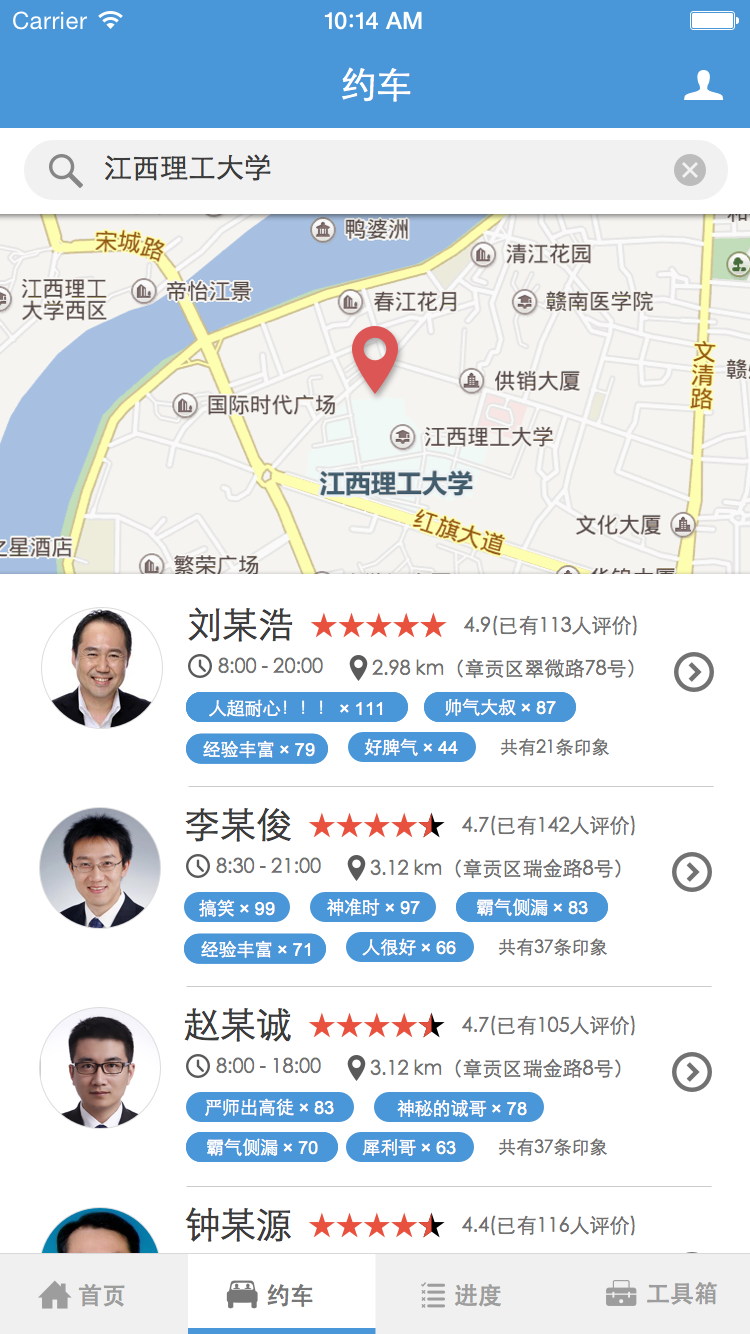 Carrier 10:14 AM
约车
江西理工大学
鸭婆洲
宋城路
清江花园
江西理工
大学西区
帝怡江景
春江花月
赣南医学院
文清路
供销大厦
国际时代广场
江西理工大学
江西理工大学
红旗大道
文化大厦
之星酒店
繁荣广场
刘某浩 4.9(已有113人评价)
8:00 - 20:00 2.98 km（章贡区翠微路78号）
人超耐心！！！ × 111 帅气大叔 × 87
经验丰富 × 79 好脾气 × 44 共有21条印象
李某俊 4.7(已有142人评价)
8:30 - 21:00 3.12 km（章贡区瑞金路8号）
搞笑 × 99 神准时 × 97 霸气侧漏 × 83
经验丰富 × 71 人很好 × 66 共有37条印象
赵某诚 4.7(已有105人评价)
8:00 - 18:00 3.12 km（章贡区瑞金路8号）
严师出高徒 × 83 神秘的诚哥 × 78
霸气侧漏 × 70 犀利哥 × 63 共有37条印象
钟某源 4.4(已有116人评价)
首页 约车 进度 工具箱